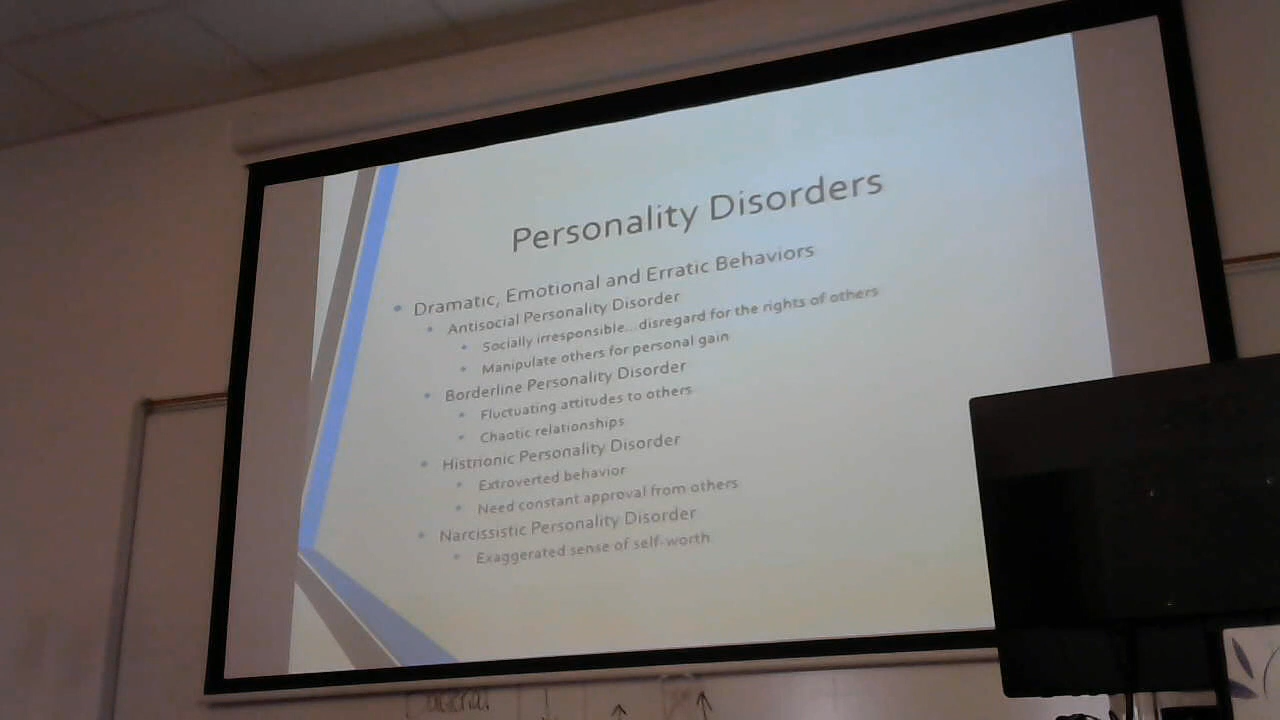 Personality Disorders
Dramatic, Emotional and Erratic Behaviors
Antisocial Personality Disorder
Socially irresponsible...disregard for the rights of others
Manipulate others for personal gain
Borderline Personality Disorder
Fluctuating attitudes to others
Chaotic relationships
Histrionic Personality Disorder
Extroverted behavior
Need constant approval from others
Narcissistic Personality Disorder
Exaggerated sense of self-worth